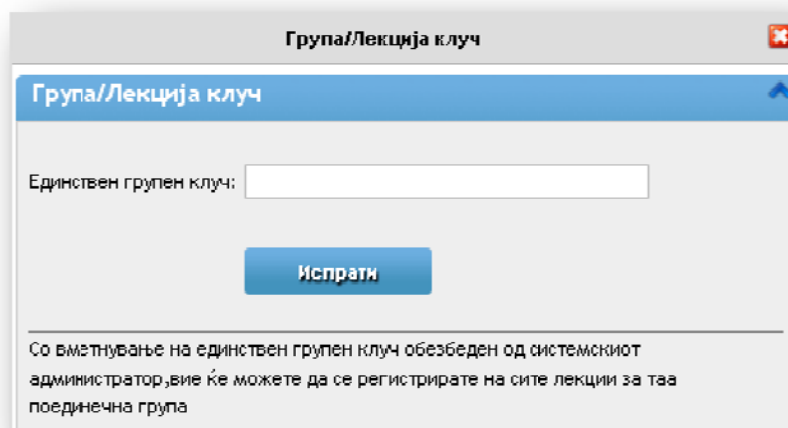 Група/Лекција клуч
Група/Лекција клуч
Единствен групен клуч:
Испрати
Со вметнување на единствен групен клуч обезбеден од системскиот
администратор,вие ќе можете да се регистрирате на сите лекции за таа
поединечна група